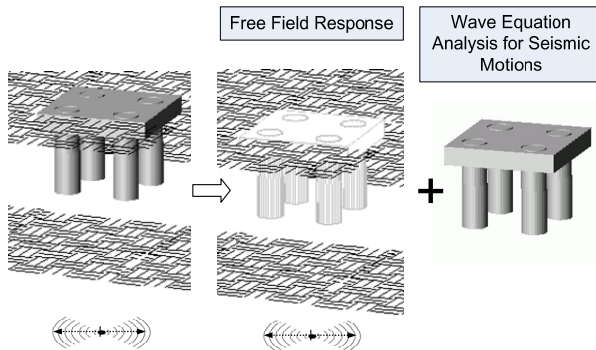 Free Field Response
Wave Equation
Analysis for Seismic
Motions